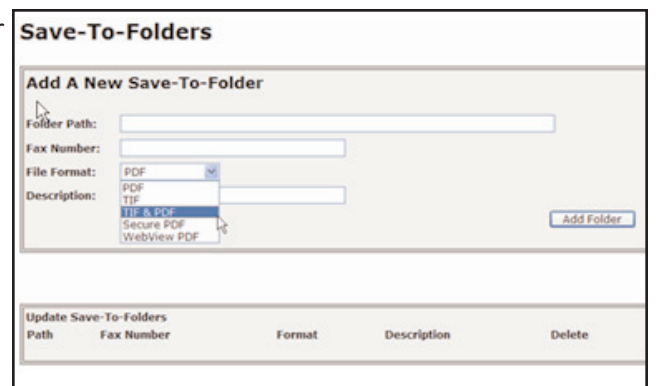 r
Save-To-Folders
Add A New Save-To-Folder
Folder Path:
Fax Number:
File Format: PDF
PDF
TIF
TIF & PDF
Secure PDF
WebView PDF
Description:
Add Folder
Update Save-To-Folders
Path Fax Number Format Description Delete